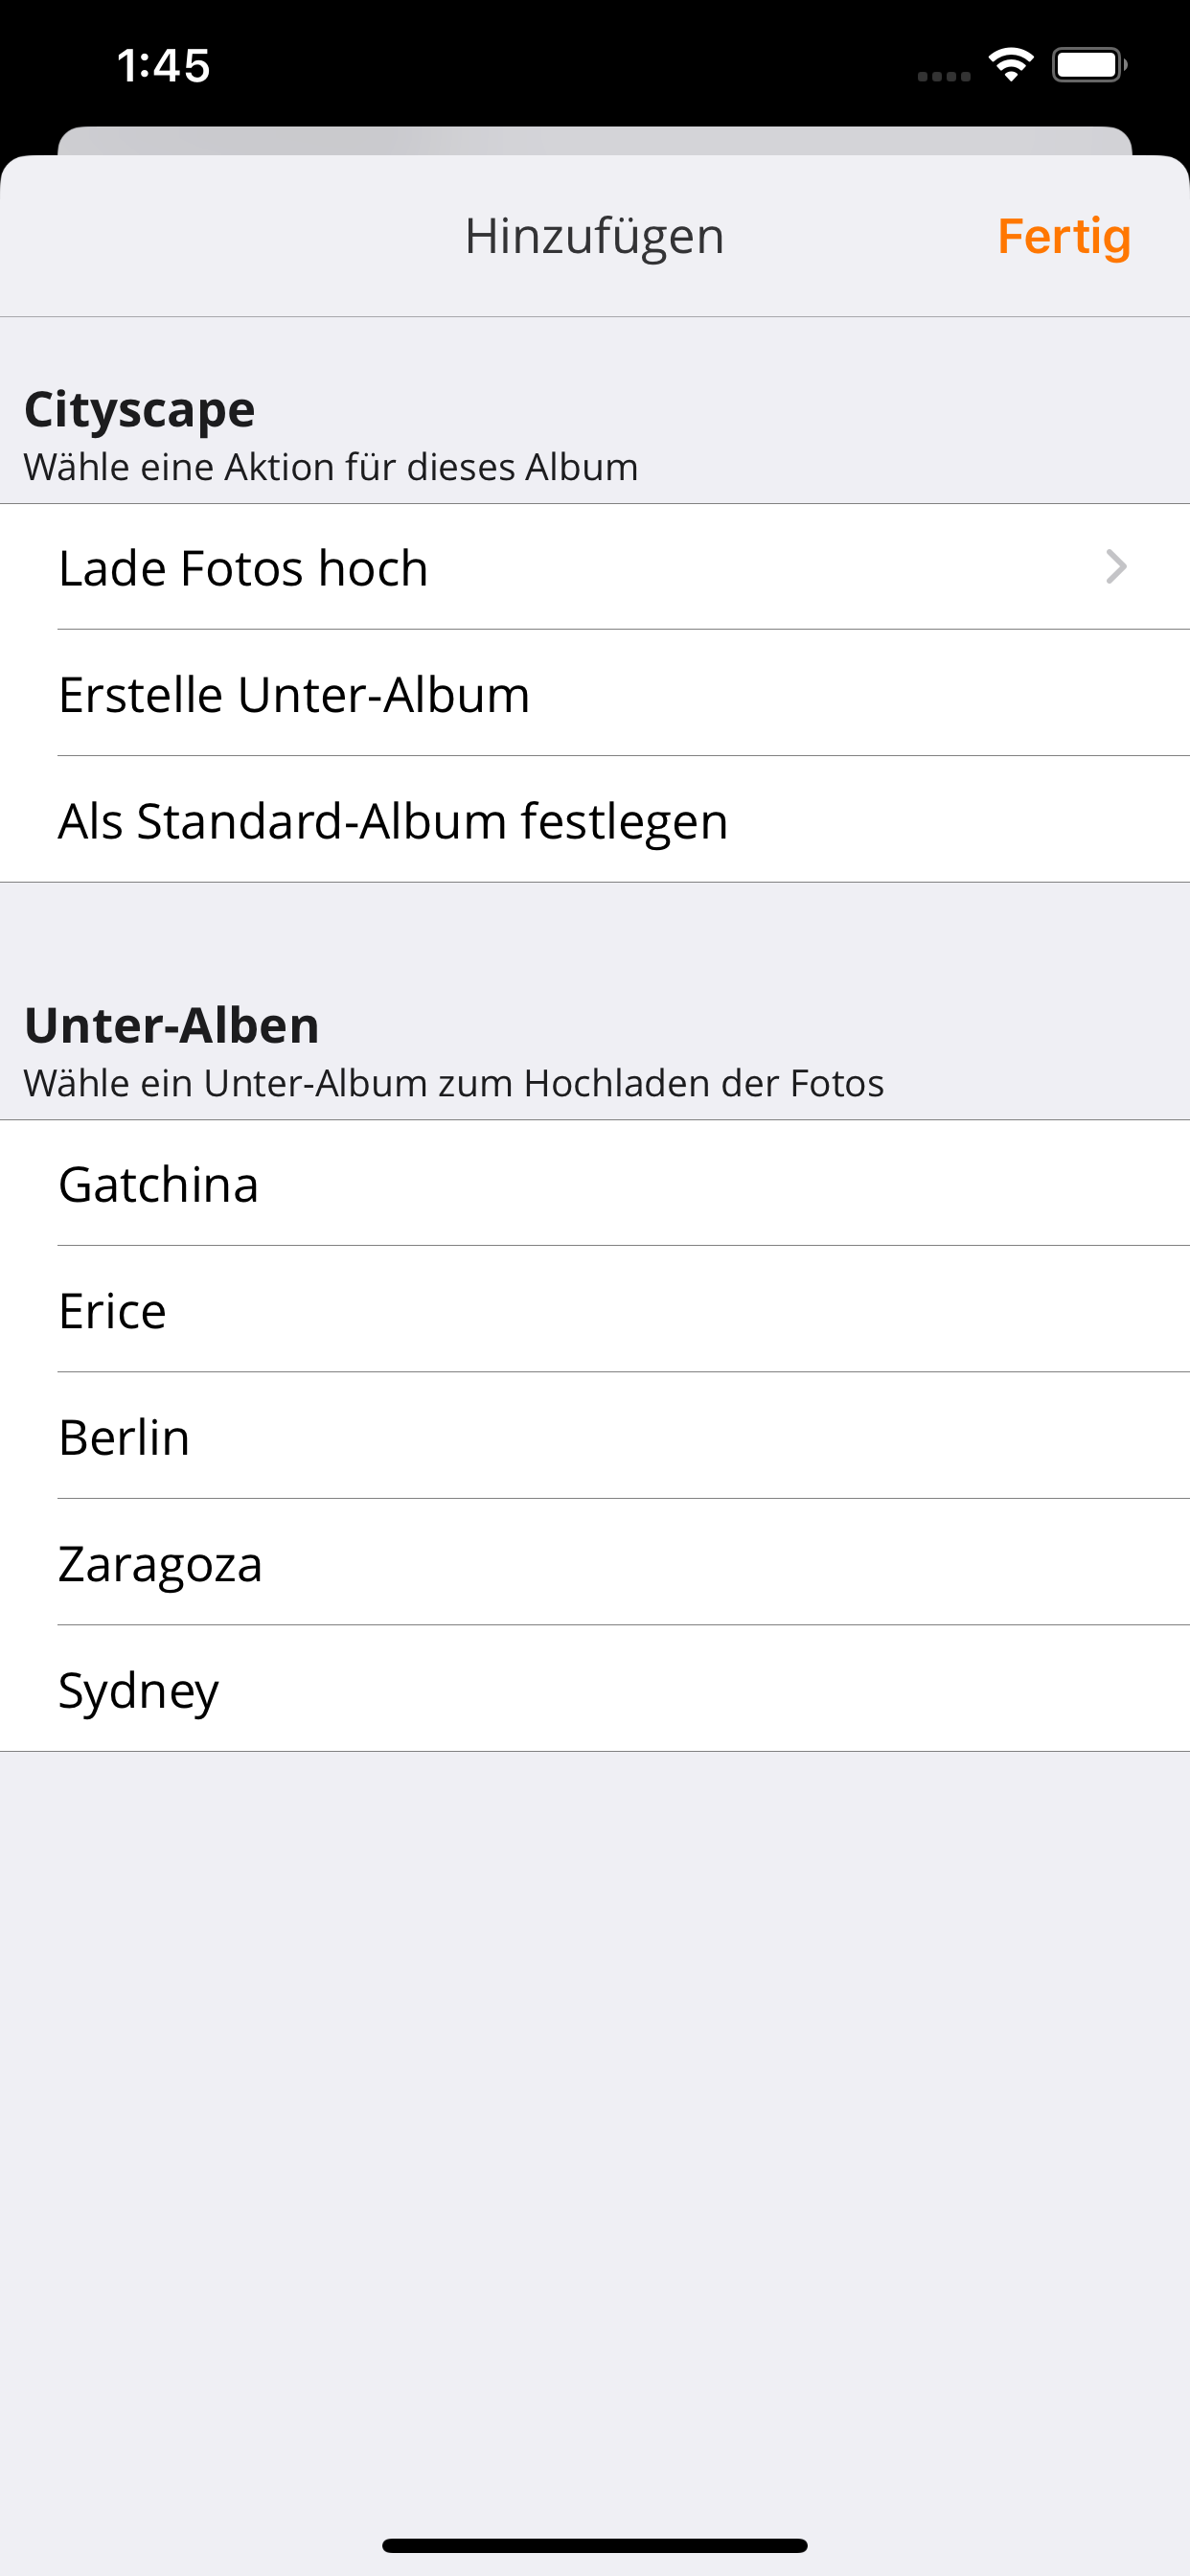 1:45
Hinzufügen
Fertig
Cityscape
Wähle eine Aktion für dieses Album
Lade Fotos hoch
Erstelle Unter-Album
Als Standard-Album festlegen
Unter-Alben
Wähle ein Unter-Album zum Hochladen der Fotos
Gatchina
Erice
Berlin
Zaragoza
Sydney